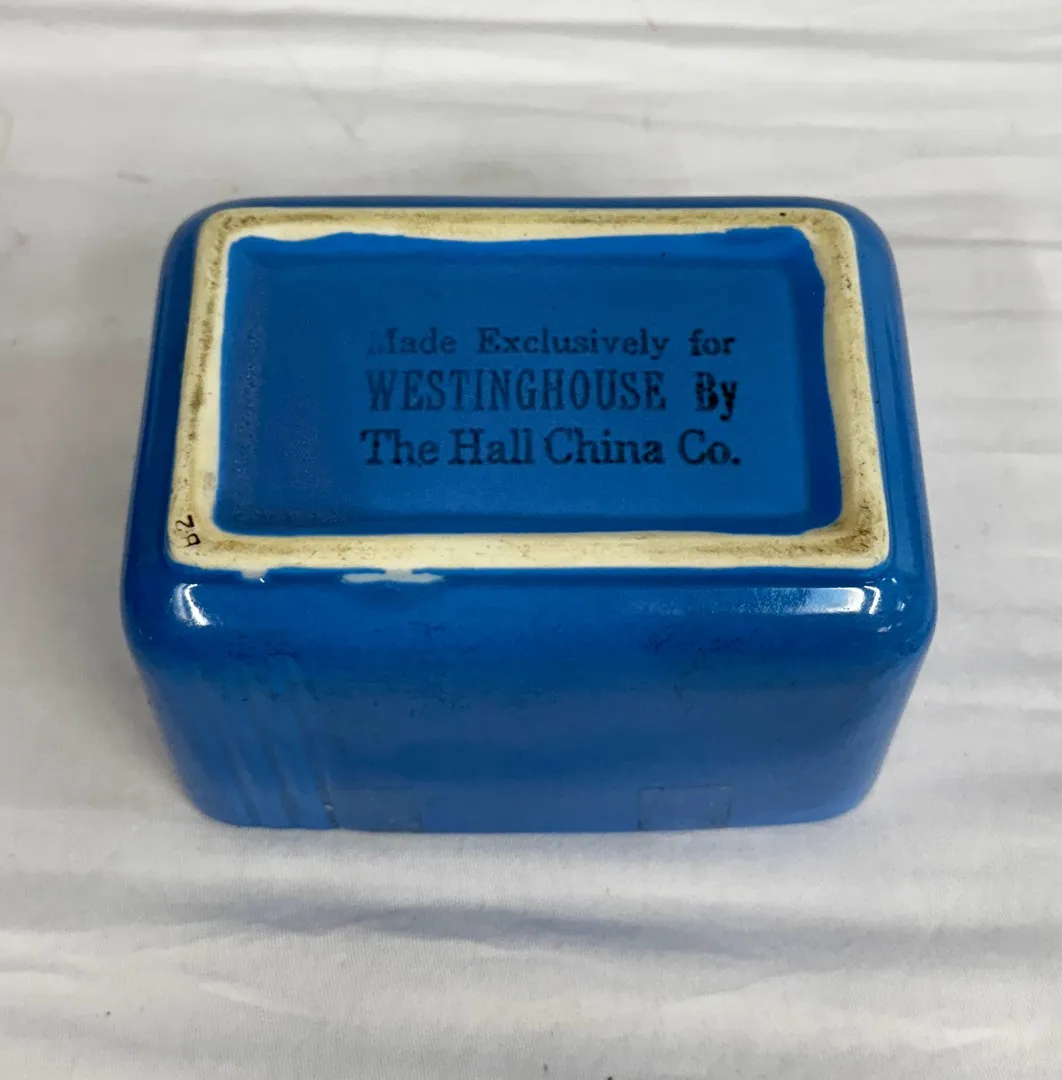 Made Exclusively for
WESTINGHOUSE By
The Hall China Co.